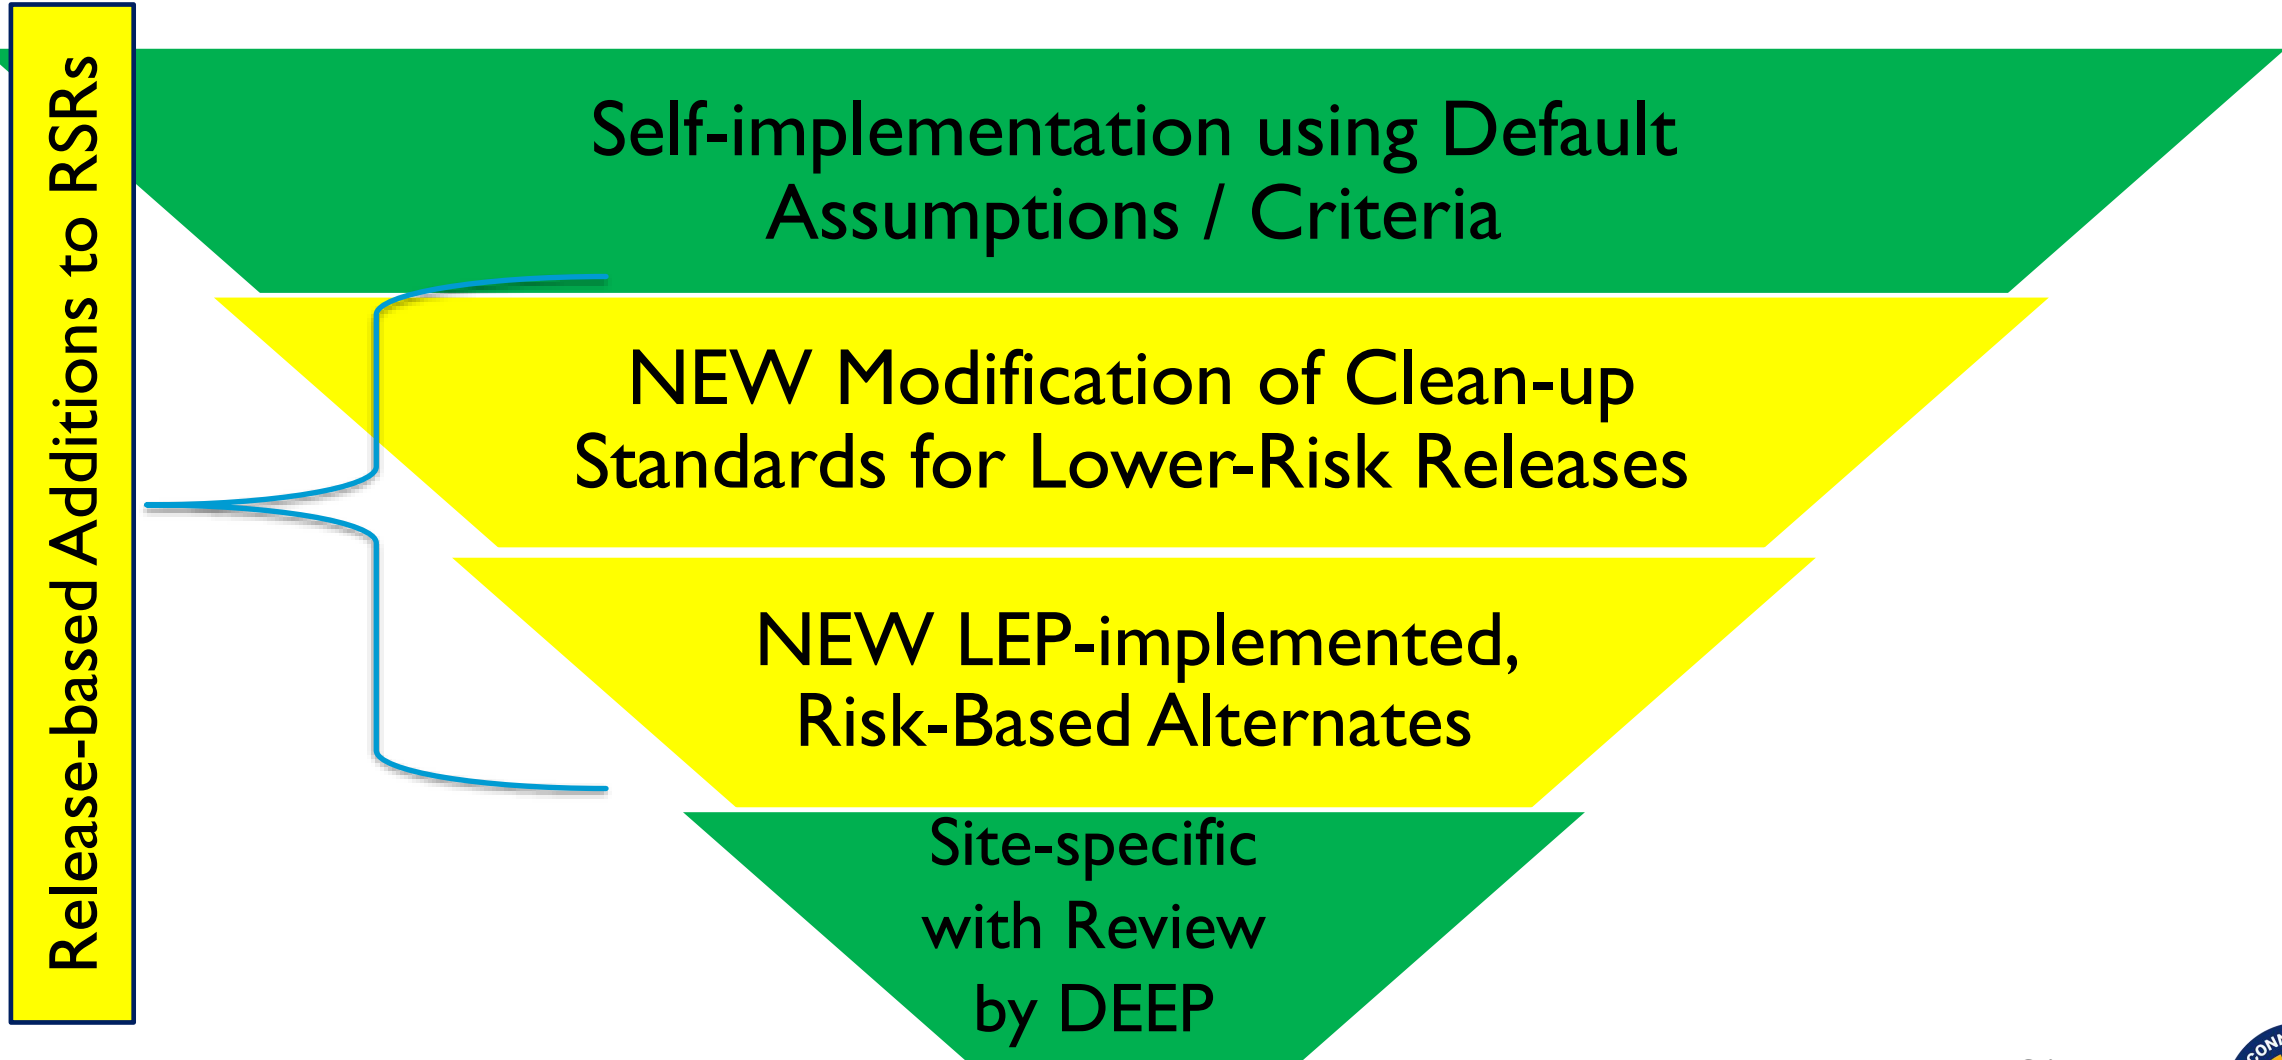 Release-based Additions to RSRs
Self-implementation using Default
Assumptions / Criteria
NEW Modification of Clean-up
Standards for Lower-Risk Releases
NEW LEP-implemented,
Risk-Based Alternates
Site-specific
with Review
by DEEP